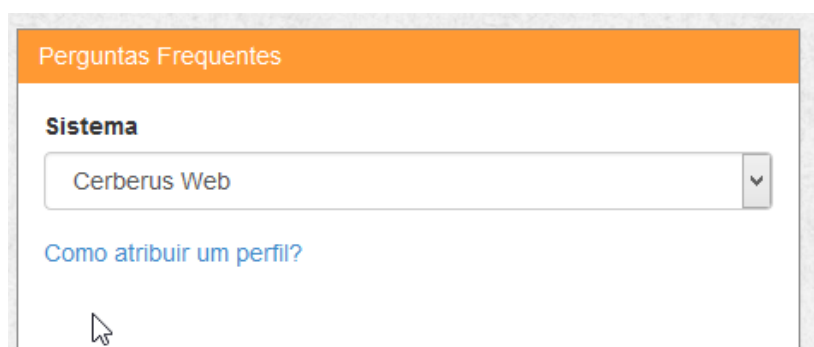 Perguntas Frequentes
Sistema
Cerberus Web
Como atribuir um perfil?